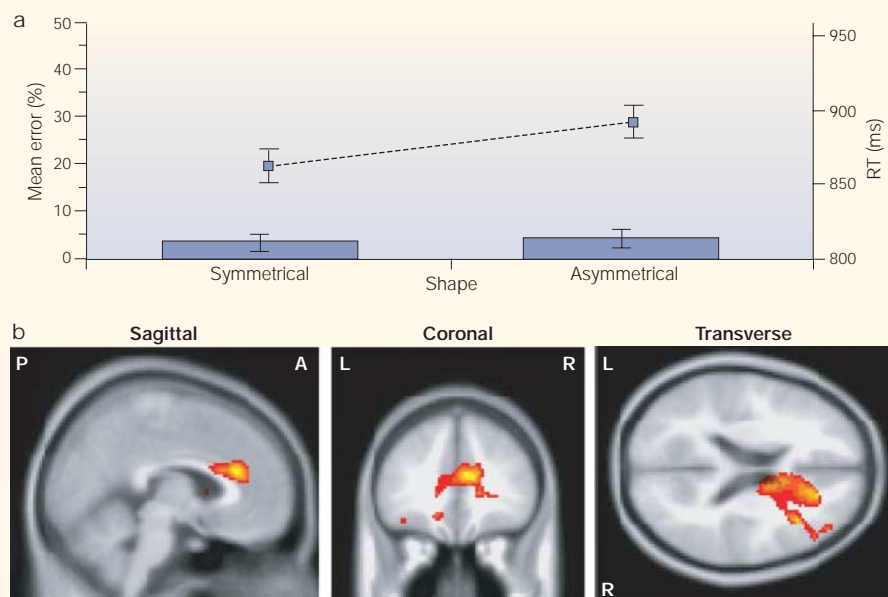 a
50
40
30
20
10
0
Mean error (%)
950
900
850
800
RT (ms)
Symmetrical
Asymmetrical
Shape
b
Sagittal
Coronal
Transverse
P
A
L
R
L
R